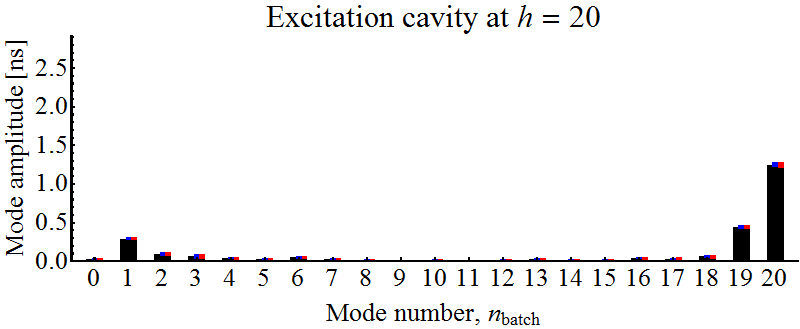 Excitation cavity at h = 20
Mode amplitude [ns]
2.5
2.0
1.5
1.0
0.5
0.0
0 1 2 3 4 5 6 7 8 9 10 11 12 13 14 15 16 17 18 19 20
Mode number, nbatch